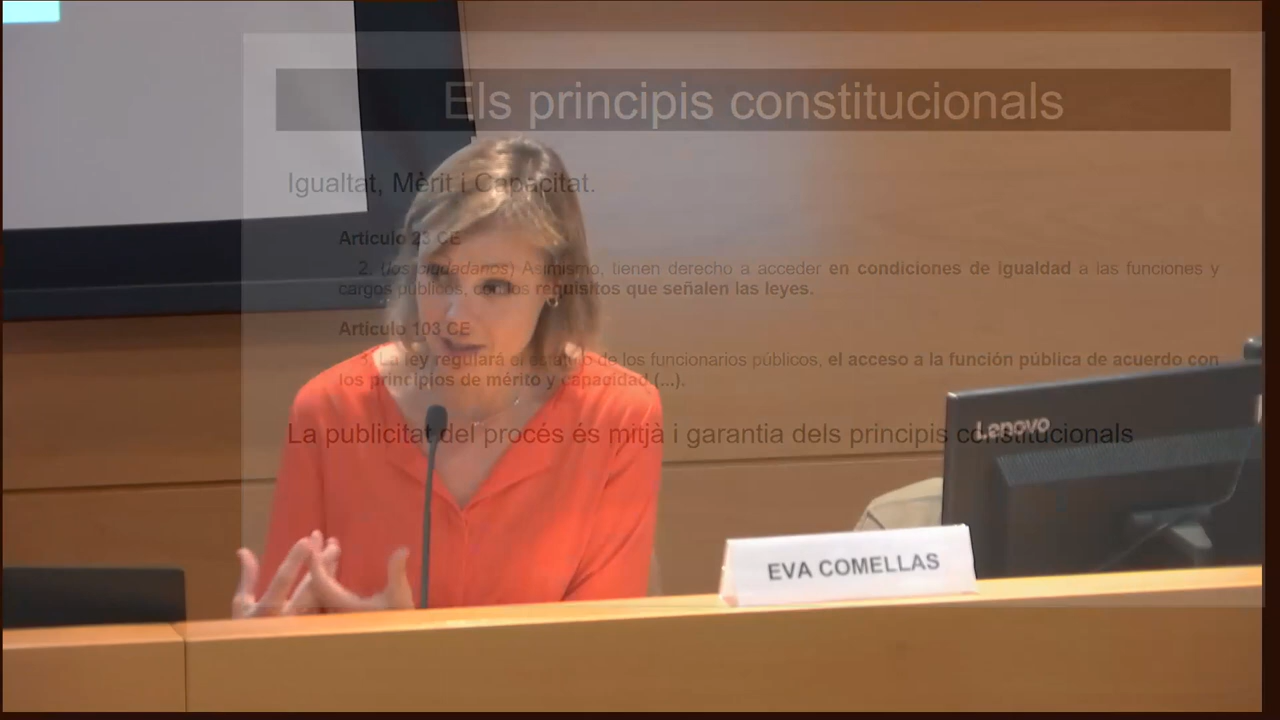 Els principis constitucionals
Igualtat, Mèrit i Capacitat.
Articulo 23 CE
2. (los ciudadanos) Asimismo, tienen derecho a acceder en condiciones de igualdad a las funciones y
cargos públicos, con los requisitos que señalen las leyes.
Articulo 103 CE
3. La ley regulará el estatuto de los funcionarios públicos, el acceso a la función pública de acuerdo con
los principios de mérito y capacidad (...).
La publicitat del procés és mitjà i garantia dels principis constitucionals
Lenovo
EVA COMELLAS